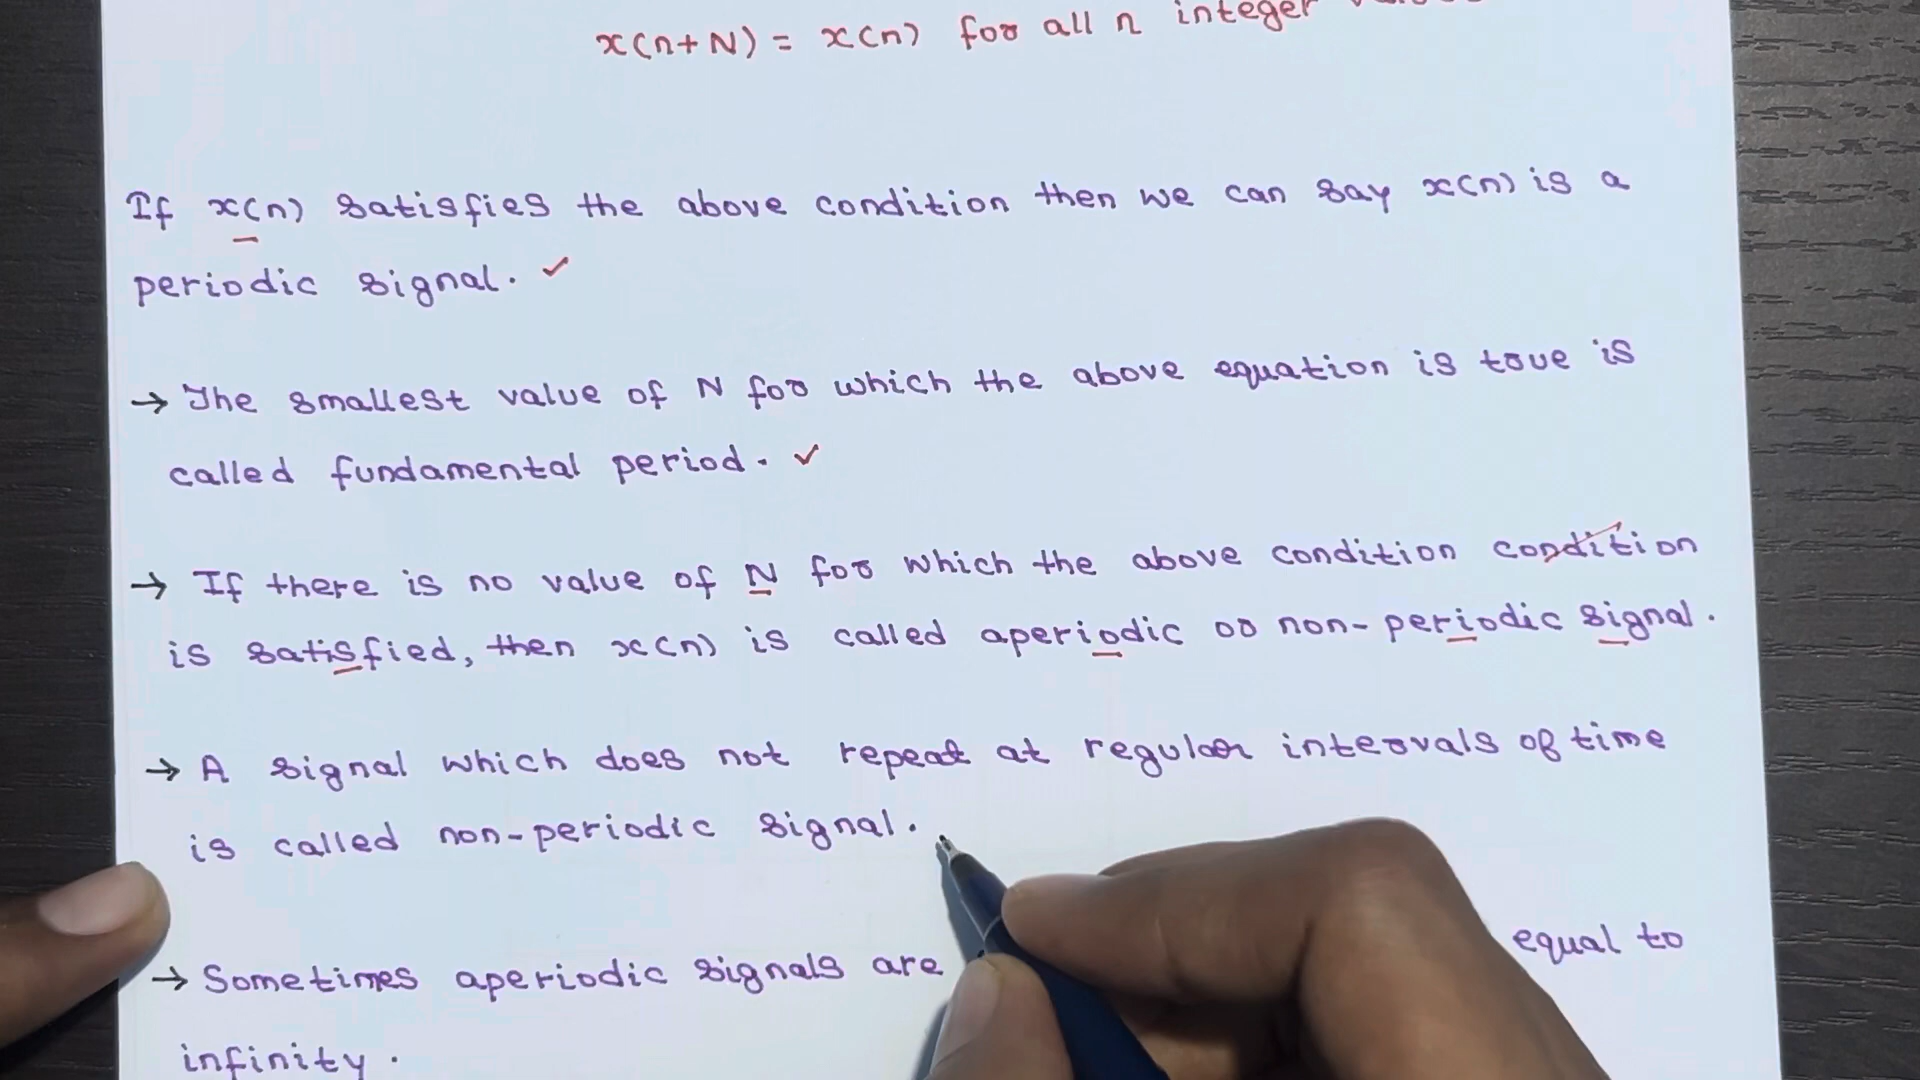 x(n+N) = x(n) for all n integer
If x(n) satisfies the above condition then we can say x(n) is a
periodic signal. ✓
→ The smallest value of N for which the above equation is true is
called fundamental period. ✓
→ If there is no value of N for which the above condition condition
is satisfied, then x(n) is called aperiodic or non-periodic signal.
→ A signal which does not repeat at regular intervals of time
is called non-periodic signal.
→ Sometimes aperiodic signals are equal to
infinity.